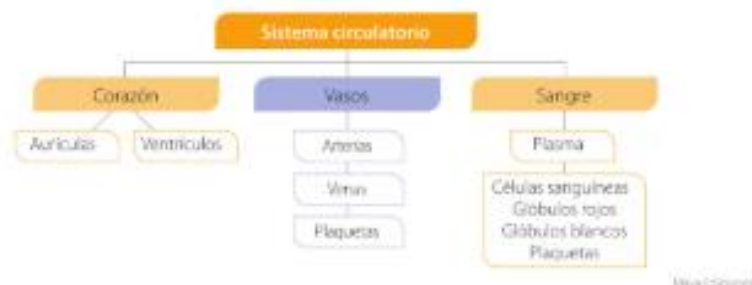 Sistema circulatorio
Corazón
Vasos
Sangre
Aurículas
Ventrículos
Arterias
Venas
Plaquetas
Plasma
Células sanguíneas
Glóbulos rojos
Glóbulos blancos
Plaquetas